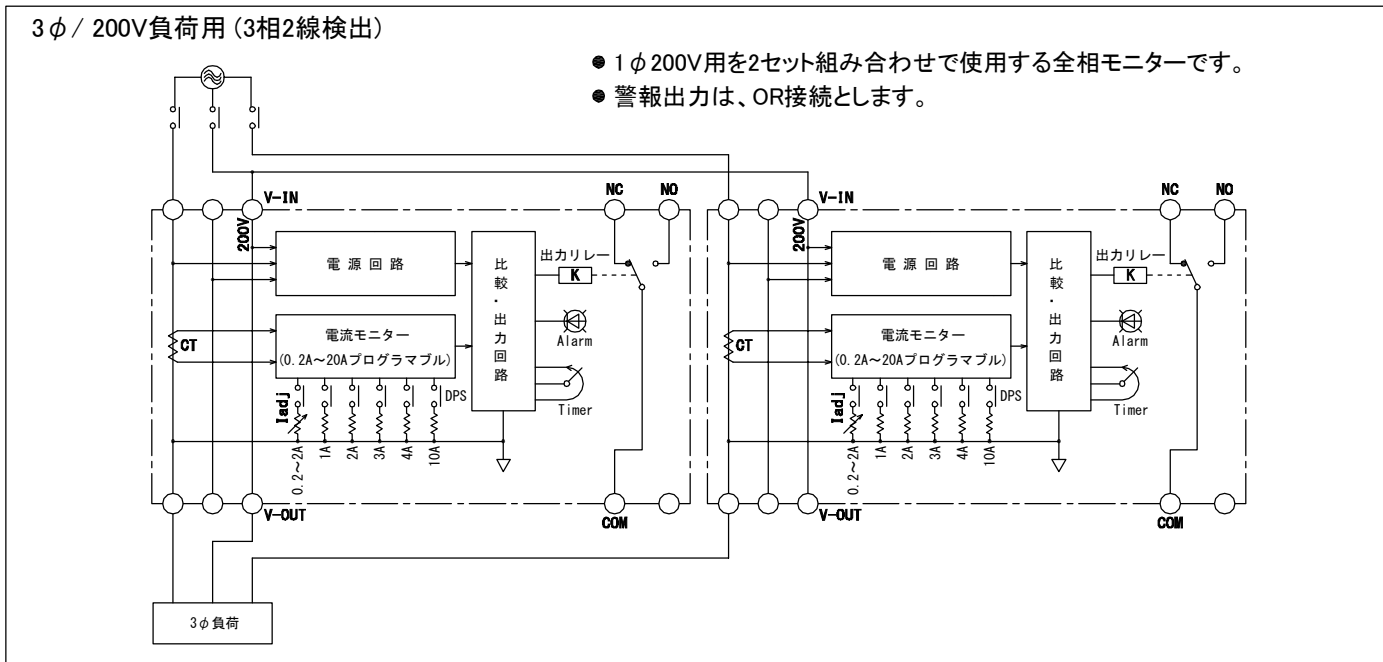 3φ/ 200V負荷用 (3相2線検出)
● 1φ200V用を2セット組み合わせで使用する全相モニターです。
● 警報出力は、OR接続とします。
V-IN
NC
NO
200V
電源回路
比較・出力回路
出力リレー
K
CT
電流モニター
(0.2A～20Aプログラマブル)
Alarm
Iadj
DPS
Timer
0.2～2A
1A
2A
3A
4A
10A
V-OUT
COM
V-IN
NC
NO
200V
電源回路
比較・出力回路
出力リレー
K
CT
電流モニター
(0.2A～20Aプログラマブル)
Alarm
Iadj
DPS
Timer
0.2～2A
1A
2A
3A
4A
10A
V-OUT
COM
3φ負荷